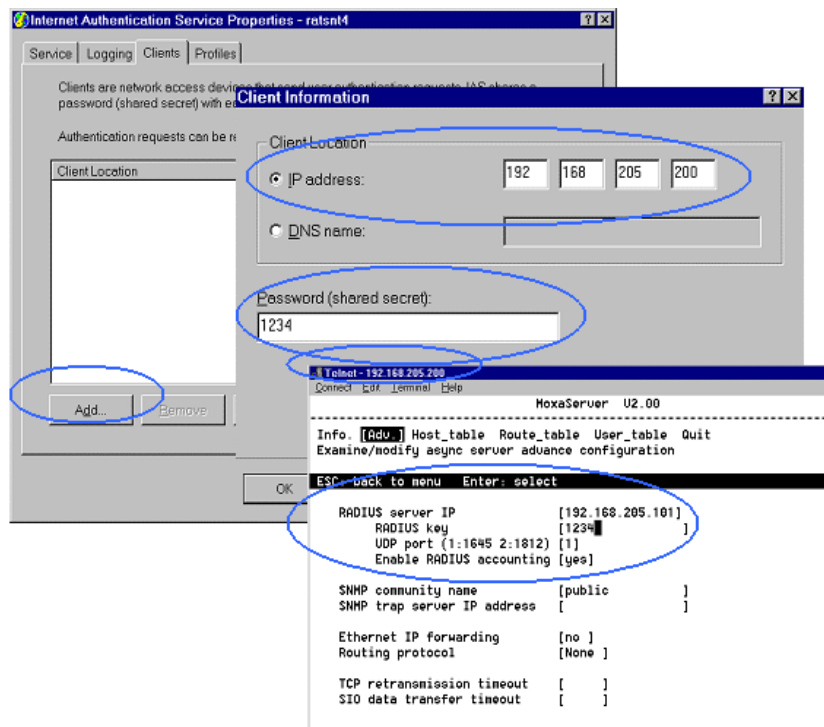 Internet Authentication Service Properties - ratsnt4
Service Logging Clients Profiles
Clients are network access devices that send user authentication requests. IAS shares a
password (shared secret) with
Authentication requests can be
Client Location
Add...
Remove
OK
Client Information
Client Location
IP address: 192 168 205 200
DNS name:
Password (shared secret):
1234
Telnet - 192.168.205.200
Connect Edit Terminal Help
MoxaServer V2.00
Info. [Adv.] Host_table Route_table User_table Quit
Examine/modify async server advance configuration
ESC: back to menu Enter: select
RADIUS server IP [192.168.205.101]
RADIUS key [1234 ]
UDP port (1:1645 2:1812) [1]
Enable RADIUS accounting [yes]
SNMP community name [public ]
SNMP trap server IP address [ ]
Ethernet IP forwarding [no ]
Routing protocol [None ]
TCP retransmission timeout [ ]
SIO data transfer timeout [ ]